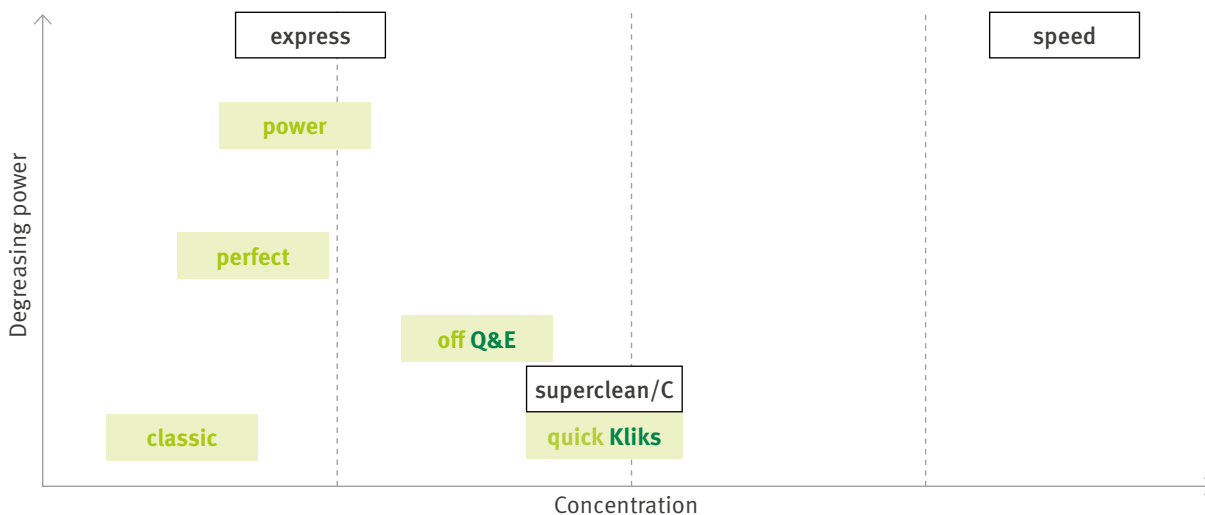 express
speed
power
perfect
off Q&E
superclean/C
classic
quick Kliks
Degreasing power
Concentration